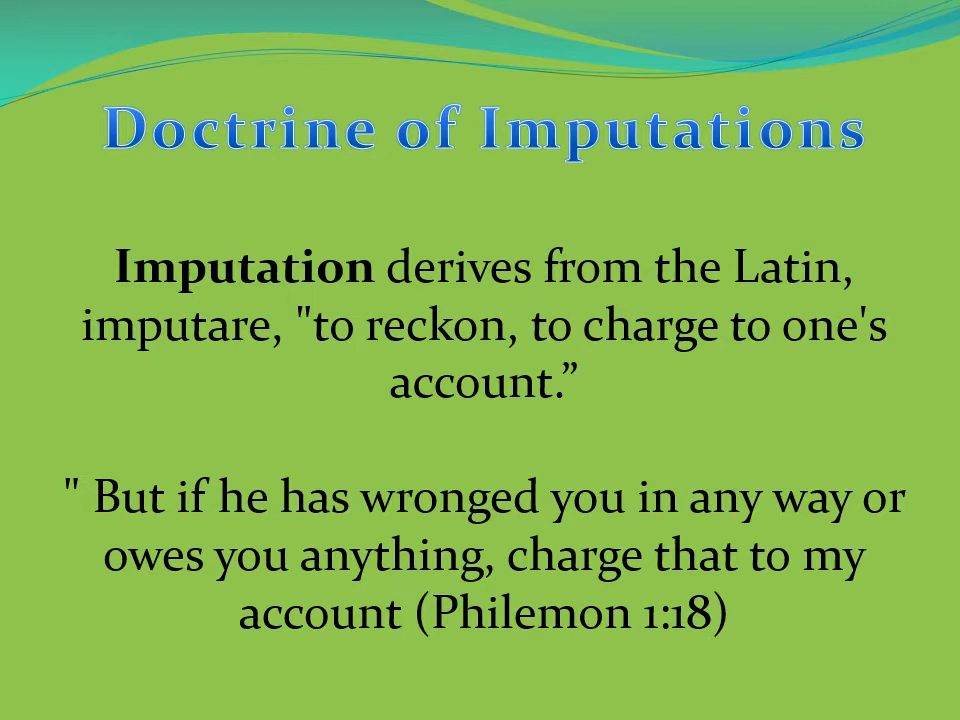 Doctrine of Imputations
Imputation derives from the Latin,
imputare, "to reckon, to charge to one's
account.”
" But if he has wronged you in any way or
owes you anything, charge that to my
account (Philemon 1:18)